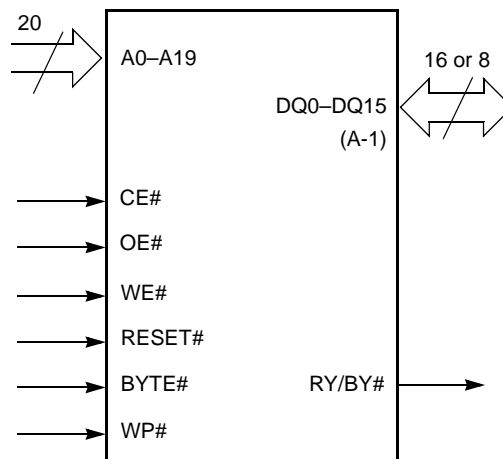 20
A0–A19
16 or 8
DQ0–DQ15
(A-1)
CE#
OE#
WE#
RESET#
BYTE#
RY/BY#
WP#